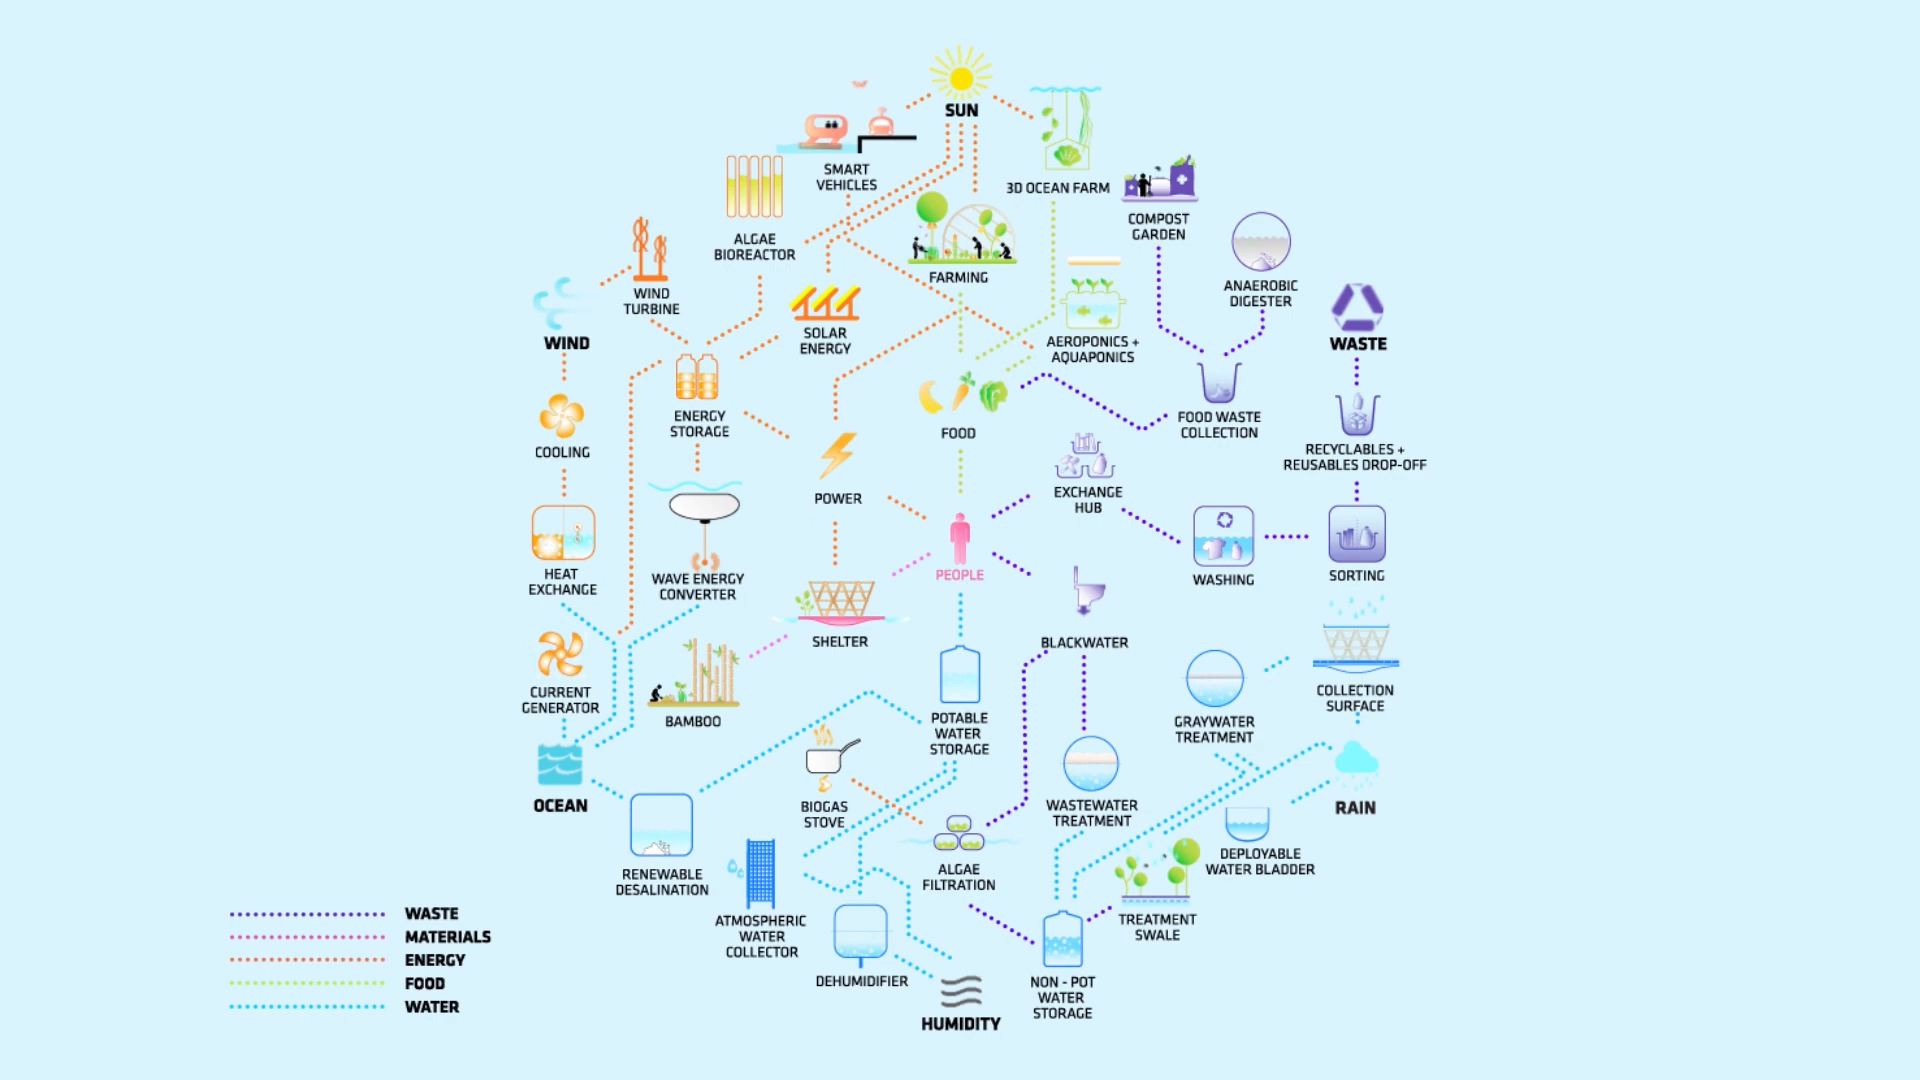 SUN
SMART
VEHICLES
3D OCEAN FARM
COMPOST
GARDEN
ALGAE
BIOREACTOR
FARMING
ANAEROBIC
DIGESTER
WIND
TURBINE
WIND
SOLAR
ENERGY
AEROPONICS +
AQUAPONICS
WASTE
ENERGY
STORAGE
FOOD
FOOD WASTE
COLLECTION
COOLING
RECYCLABLES +
REUSABLES DROP-OFF
POWER
EXCHANGE
HUB
HEAT
EXCHANGE
WAVE ENERGY
CONVERTER
PEOPLE
WASHING
SORTING
SHELTER
BLACKWATER
CURRENT
GENERATOR
BAMBOO
POTABLE
WATER
STORAGE
GRAYWATER
TREATMENT
COLLECTION
SURFACE
OCEAN
BIOGAS
STOVE
WASTEWATER
TREATMENT
RAIN
RENEWABLE
DESALINATION
ALGAE
FILTRATION
DEPLOYABLE
WATER BLADDER
ATMOSPHERIC
WATER
COLLECTOR
TREATMENT
SWALE
DEHUMIDIFIER
NON - POT
WATER
STORAGE
HUMIDITY
WASTE
MATERIALS
ENERGY
FOOD
WATER